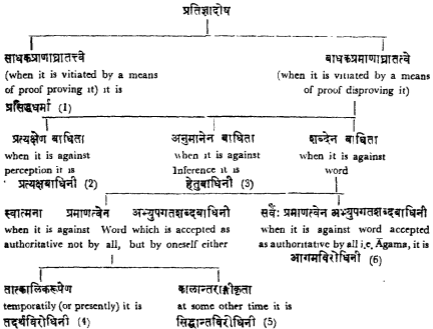 प्रतिज्ञादोष
साधकप्राणाघ्रातत्त्वे
(when it is vitiated by a means
of proof proving it) it is
प्रसिद्धधर्मा (1)
बाधकप्रमाणाघ्रातत्वे
(when it is vitiated by a means
of proof disproving it)
प्रत्यक्षेण बाधिता
when it is against
perception it is
प्रत्यक्षबाधिनी (2)
अनुमानेन बाधिता
when it is against
Inference it is
हेतुबाधिनी (3)
शब्देन बाधिता
when it is against
word
स्वात्मना प्रमाणत्वेन अभ्युपगतशब्दबाधिनी
when it is against Word which is accepted as
authoritative not by all, but by oneself either
सर्वैः प्रमाणत्वेन अभ्युपगतशब्दबाधिनी
when it is against word accepted
as authoritative by all i.e. Āgama, it is
आगमविरोधिनी (6)
तात्कालिकरूपेण
temporatily (or presently) it is
तदर्थविरोधिनी (4)
कालान्तराङ्गीकृता
at some other time it is
सिद्धान्तविरोधिनी (5)